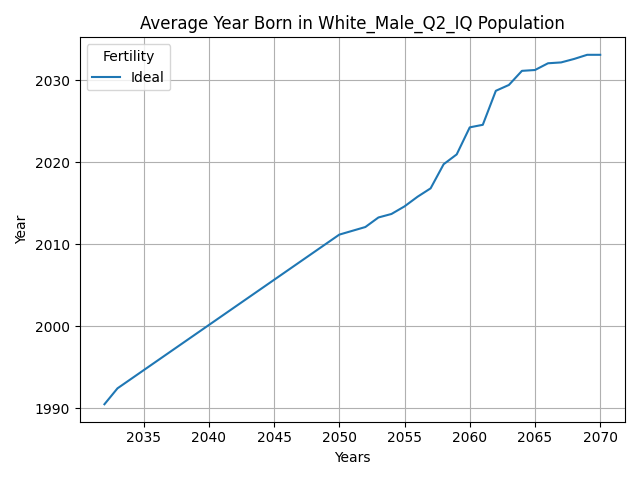 Average Year Born in White_Male_Q2_IQ Population
Fertility
Ideal
Year
2030
2020
2010
2000
1990
2035 2040 2045 2050 2055 2060 2065 2070
Years